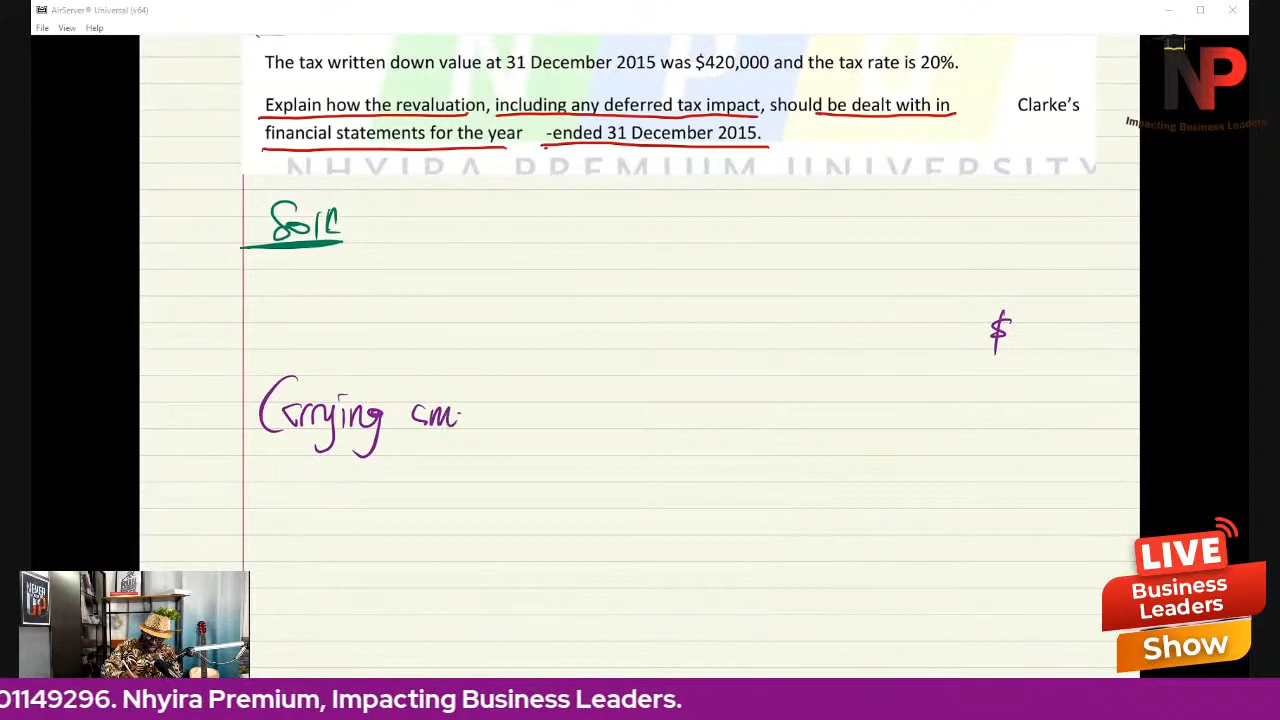 AirServer® Universal (x64)
File View Help
NP
Impacting Business Leaders
The tax written down value at 31 December 2015 was $420,000 and the tax rate is 20%.
Explain how the revaluation, including any deferred tax impact, should be dealt with in Clarke's
financial statements for the year -ended 31 December 2015.
NHYIRA PREMIUM UNIVERSITY
Soln
$
Carrying am
LIVE
Business
Leaders
Show
01149296. Nhyira Premium, Impacting Business Leaders.